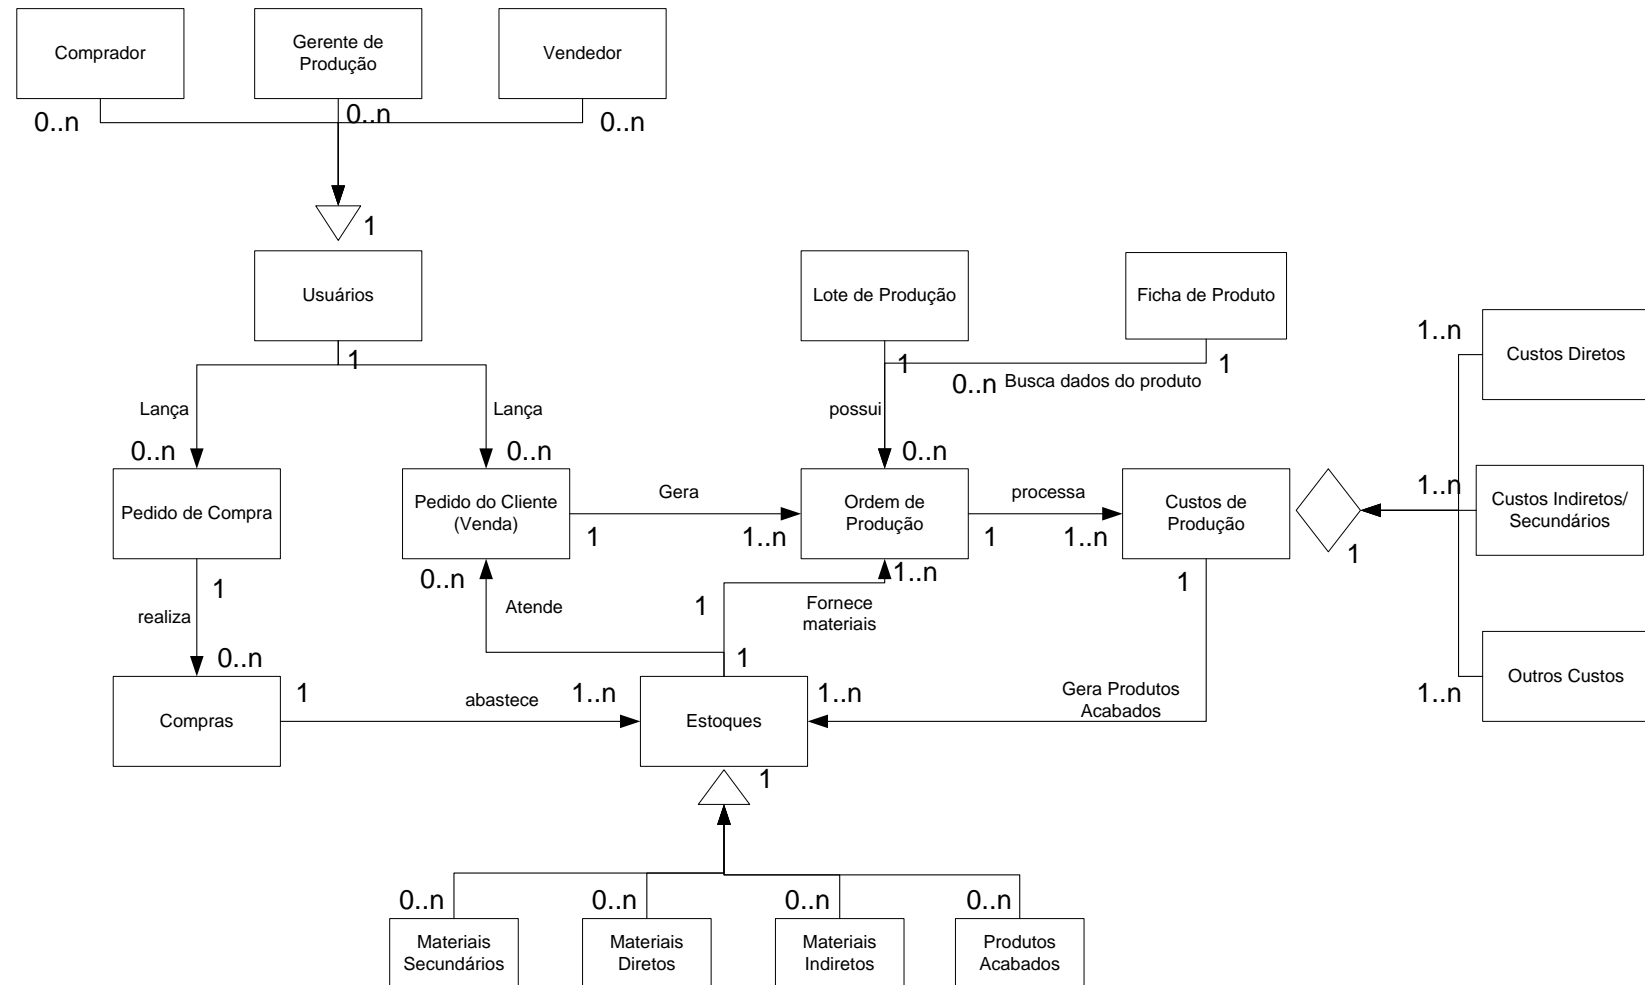 Comprador
Gerente de
Produção
Vendedor
0..n
0..n
0..n
1
Usuários
Lote de Produção
Ficha de Produto
1
1
1
0..n
Busca dados do produto
1..n
Custos Diretos
Lança
Lança
possui
0..n
0..n
0..n
Pedido de Compra
Pedido do Cliente
(Venda)
Gera
Ordem de
Produção
processa
Custos de
Produção
1..n
Custos Indiretos/
Secundários
1
1..n
1
1..n
1
1
0..n
1..n
1
realiza
Atende
1
Fornece
materiais
0..n
1
Compras
1
abastece
1..n
Estoques
1..n
Gera Produtos
Acabados
1..n
Outros Custos
1
0..n
0..n
0..n
0..n
Materiais
Secundários
Materiais
Diretos
Materiais
Indiretos
Produtos
Acabados